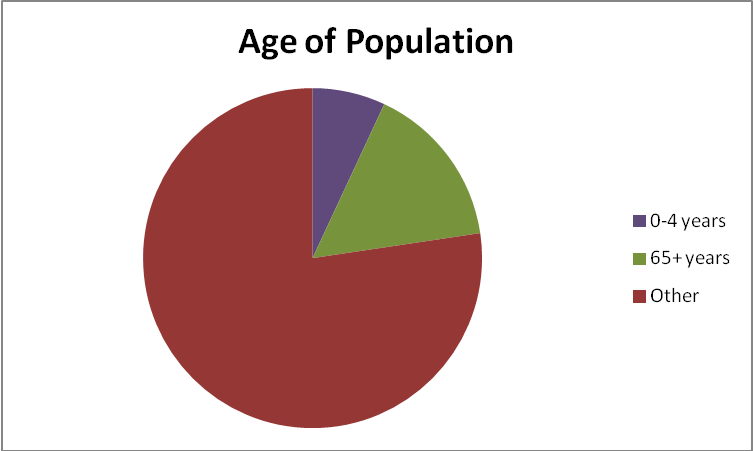 Age of Population
0-4 years
65+ years
Other